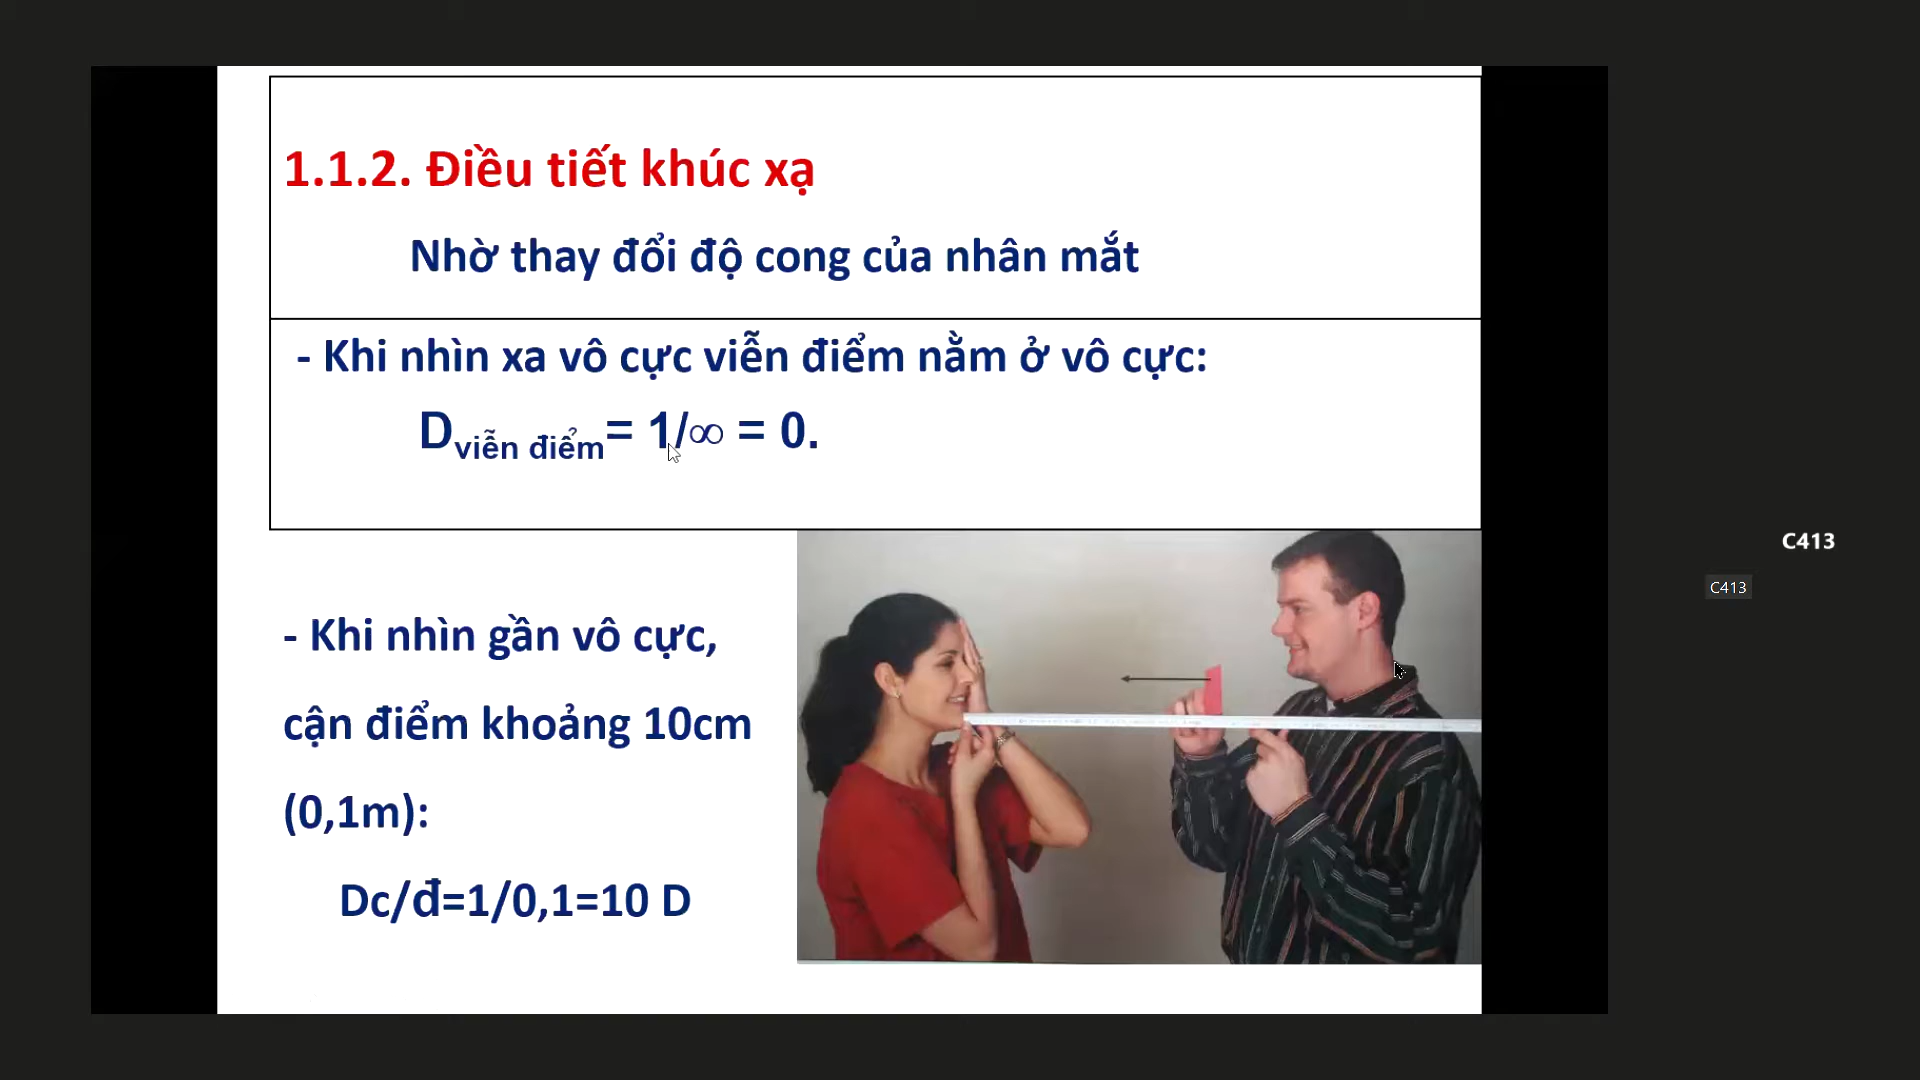 1.1.2. Điều tiết khúc xạ
Nhờ thay đổi độ cong của nhân mắt
- Khi nhìn xa vô cực viễn điểm nằm ở vô cực:
Dviễn điểm= 1/∞ = 0.
- Khi nhìn gần vô cực,
cận điểm khoảng 10cm
(0,1m):
Dc/đ=1/0,1=10 D
C413
C413